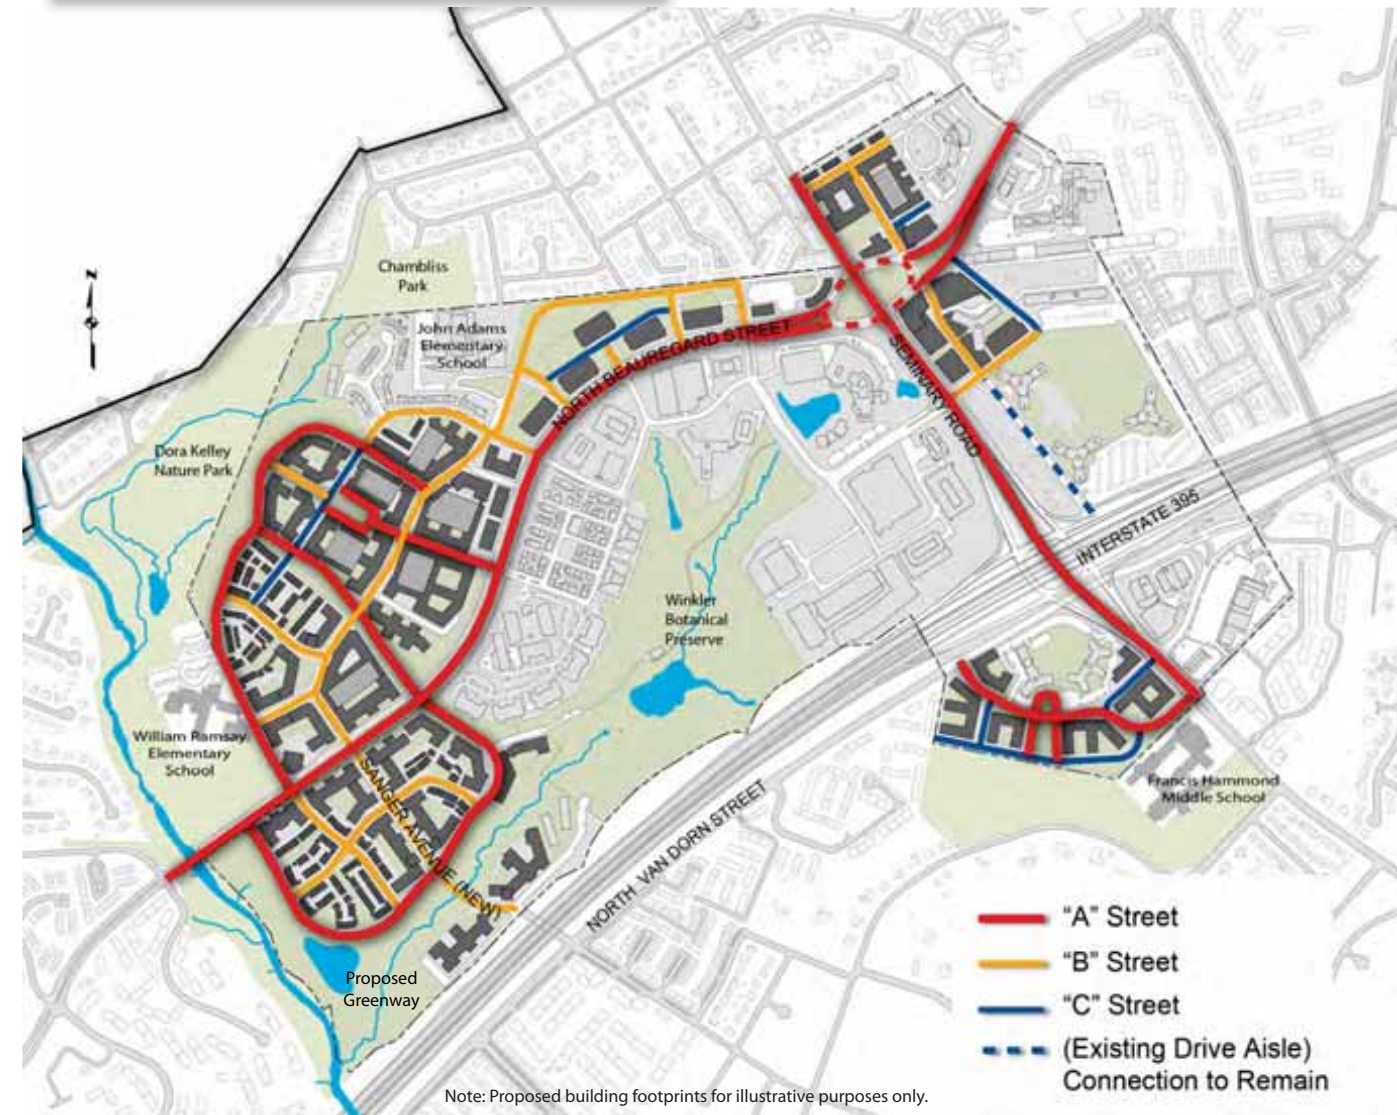 Chambliss
Park
John Adams
Elementary
School
NORTH BEAUREGARD STREET
SEMINARY ROAD
Dora Kelley
Nature Park
INTERSTATE 395
Winkler
Botanical
Preserve
William Ramsay
Elementary
School
SANGER AVENUE (NEW)
Francis Hammond
Middle School
NORTH VAN DORN STREET
Proposed
Greenway
"A" Street
"B" Street
"C" Street
(Existing Drive Aisle)
Connection to Remain
Note: Proposed building footprints for illustrative purposes only.
z